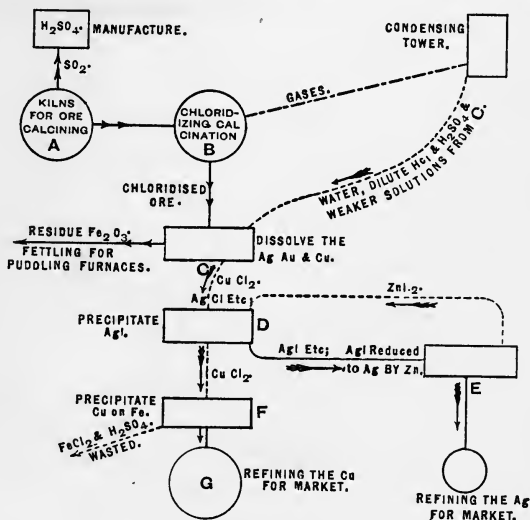 H₂SO₄.
MANUFACTURE.
SO₂.
KILNS
FOR ORE
CALCINING
A
CHLORID-
IZING CAL
CINATION
B
GASES.
CONDENSING
TOWER.
WATER, DILUTE Hcl & H₂SO₄ &
WEAKER SOLUTIONS FROM C.
CHLORIDISED
ORE.
RESIDUE Fe₂O₃.
FETTLING FOR
PUDDLING FURNACES.
DISSOLVE THE
Ag Au & Cu.
C
Cu Cl₂.
Ag Cl Etc
PRECIPITATE
AgI.
D
ZnI₂.
AgI Etc; AgI Reduced
to Ag BY Zn.
E
Cu Cl₂.
PRECIPITATE
Cu on Fe.
F
FeCl₂ & H₂SO₄.
WASTED.
G
REFINING THE Cu
FOR MARKET.
REFINING THE Ag
FOR MARKET.